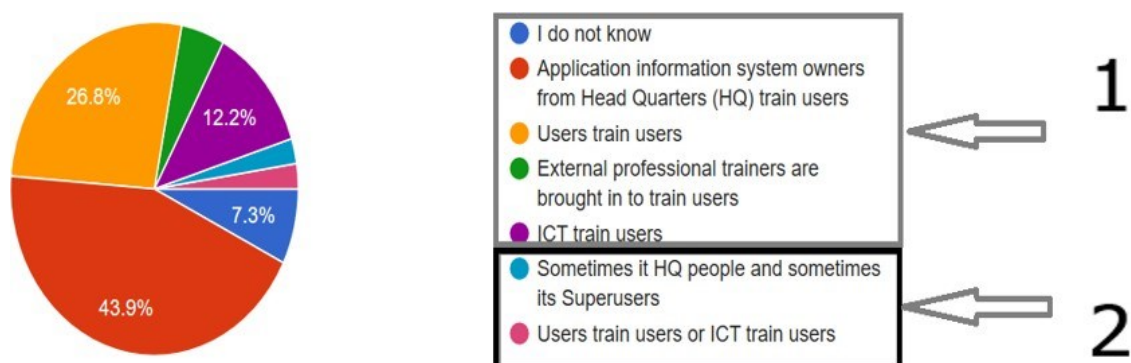 26.8%
12.2%
7.3%
43.9%
I do not know
Application information system owners
from Head Quarters (HQ) train users
Users train users
External professional trainers are
brought in to train users
ICT train users
Sometimes it HQ people and sometimes
its Superusers
Users train users or ICT train users
1
2